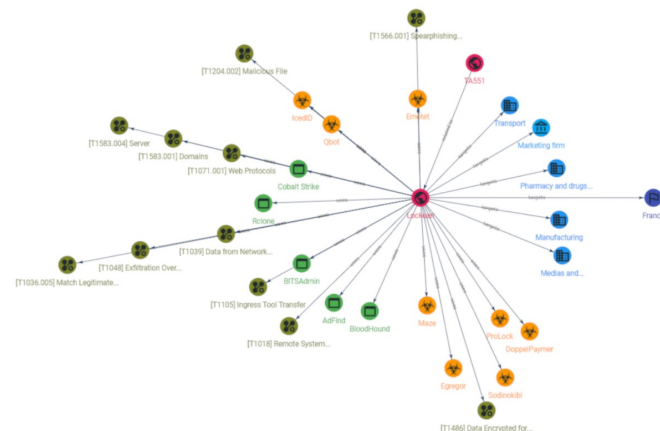 [T1566.001] Spearphishing...
[T1204.002] Malicious File
TA551
IcedID
Emotet
Transport
[T1583.004] Server
Qbot
Marketing firm
[T1583.001] Domains
[T1071.001] Web Protocols
Cobalt Strike
Pharmacy and drugs...
targets
Lockean
Franc
Rclone
Manufacturing
[T1039] Data from Network...
Medias and...
[T1048] Exfiltration Over...
[T1036.005] Match Legitimate...
BITSAdmin
[T1105] Ingress Tool Transfer
AdFind
BloodHound
Maze
ProLock
DoppelPaymer
[T1018] Remote System...
Egregor
Sodinokibi
[T1486] Data Encrypted for...